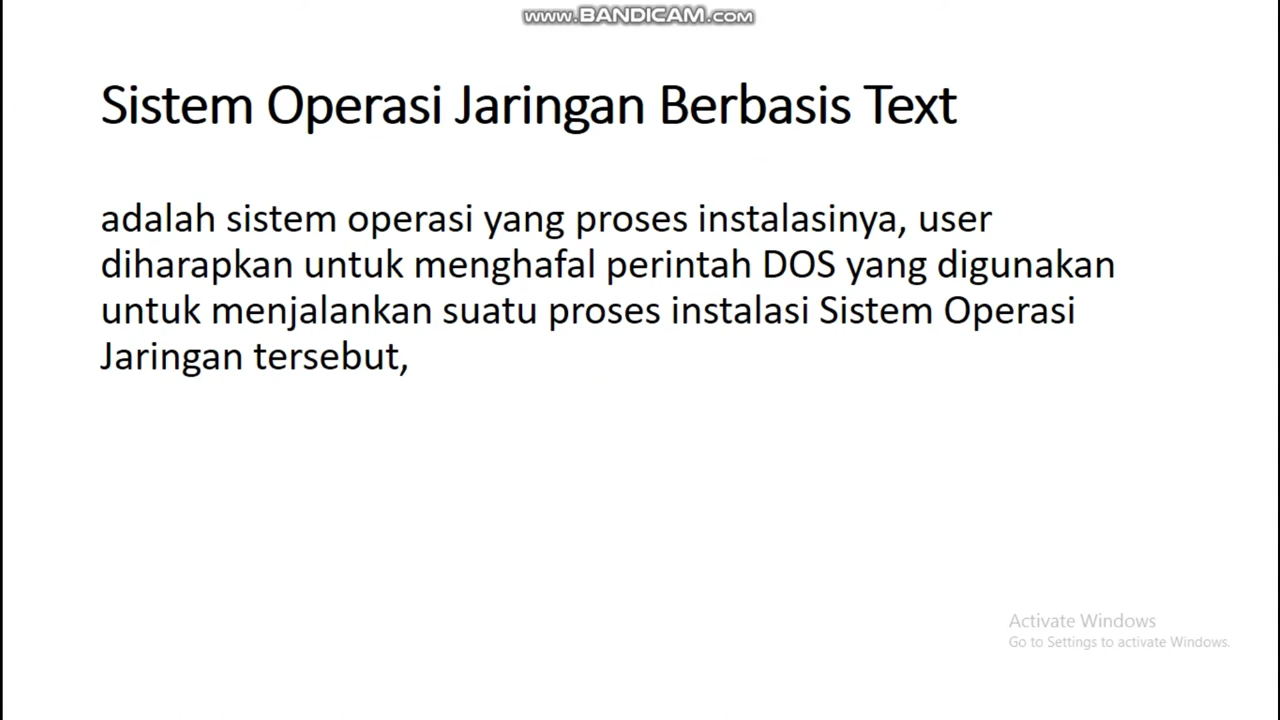 www.BANDICAM.com
Sistem Operasi Jaringan Berbasis Text
adalah sistem operasi yang proses instalasinya, user
diharapkan untuk menghafal perintah DOS yang digunakan
untuk menjalankan suatu proses instalasi Sistem Operasi
Jaringan tersebut,
Activate Windows
Go to Settings to activate Windows.